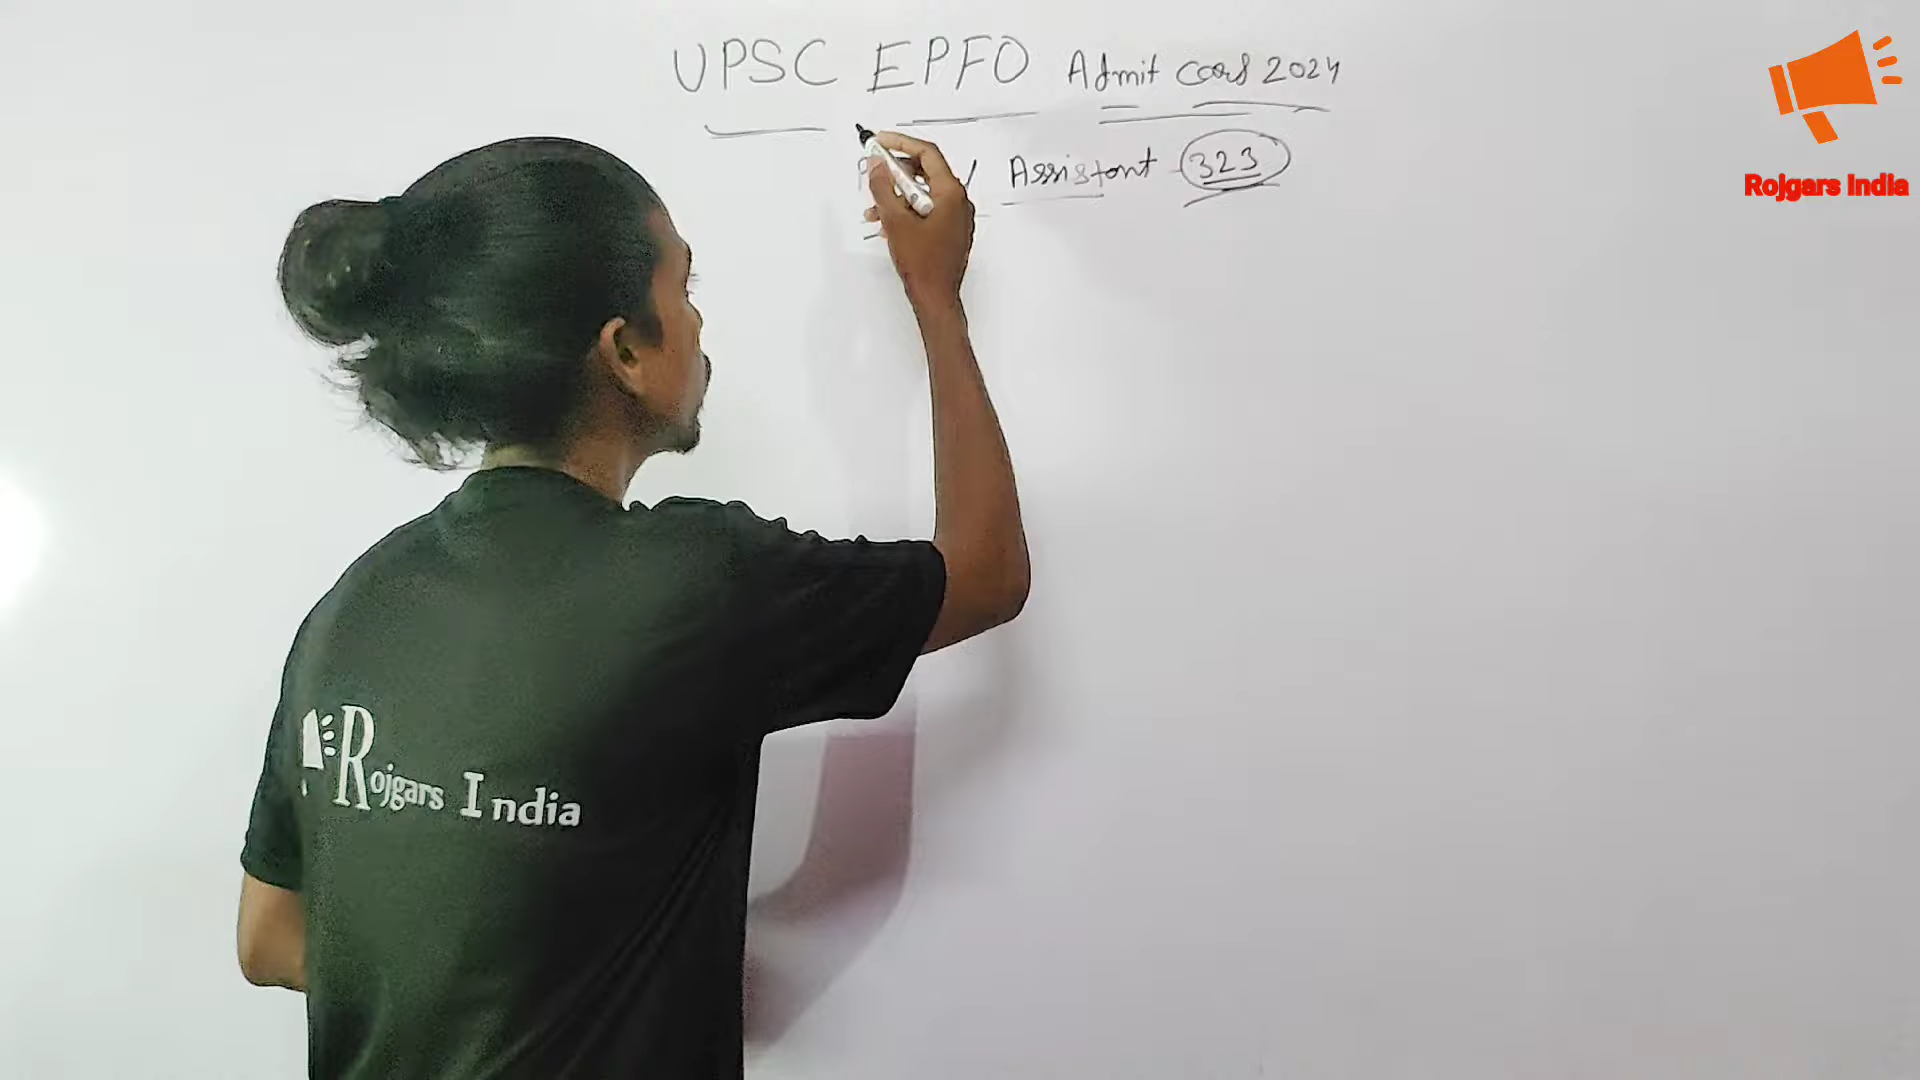 UPSC EPFO Admit Card 2024
Assistant - 323
Rojgars India
Rojgars India